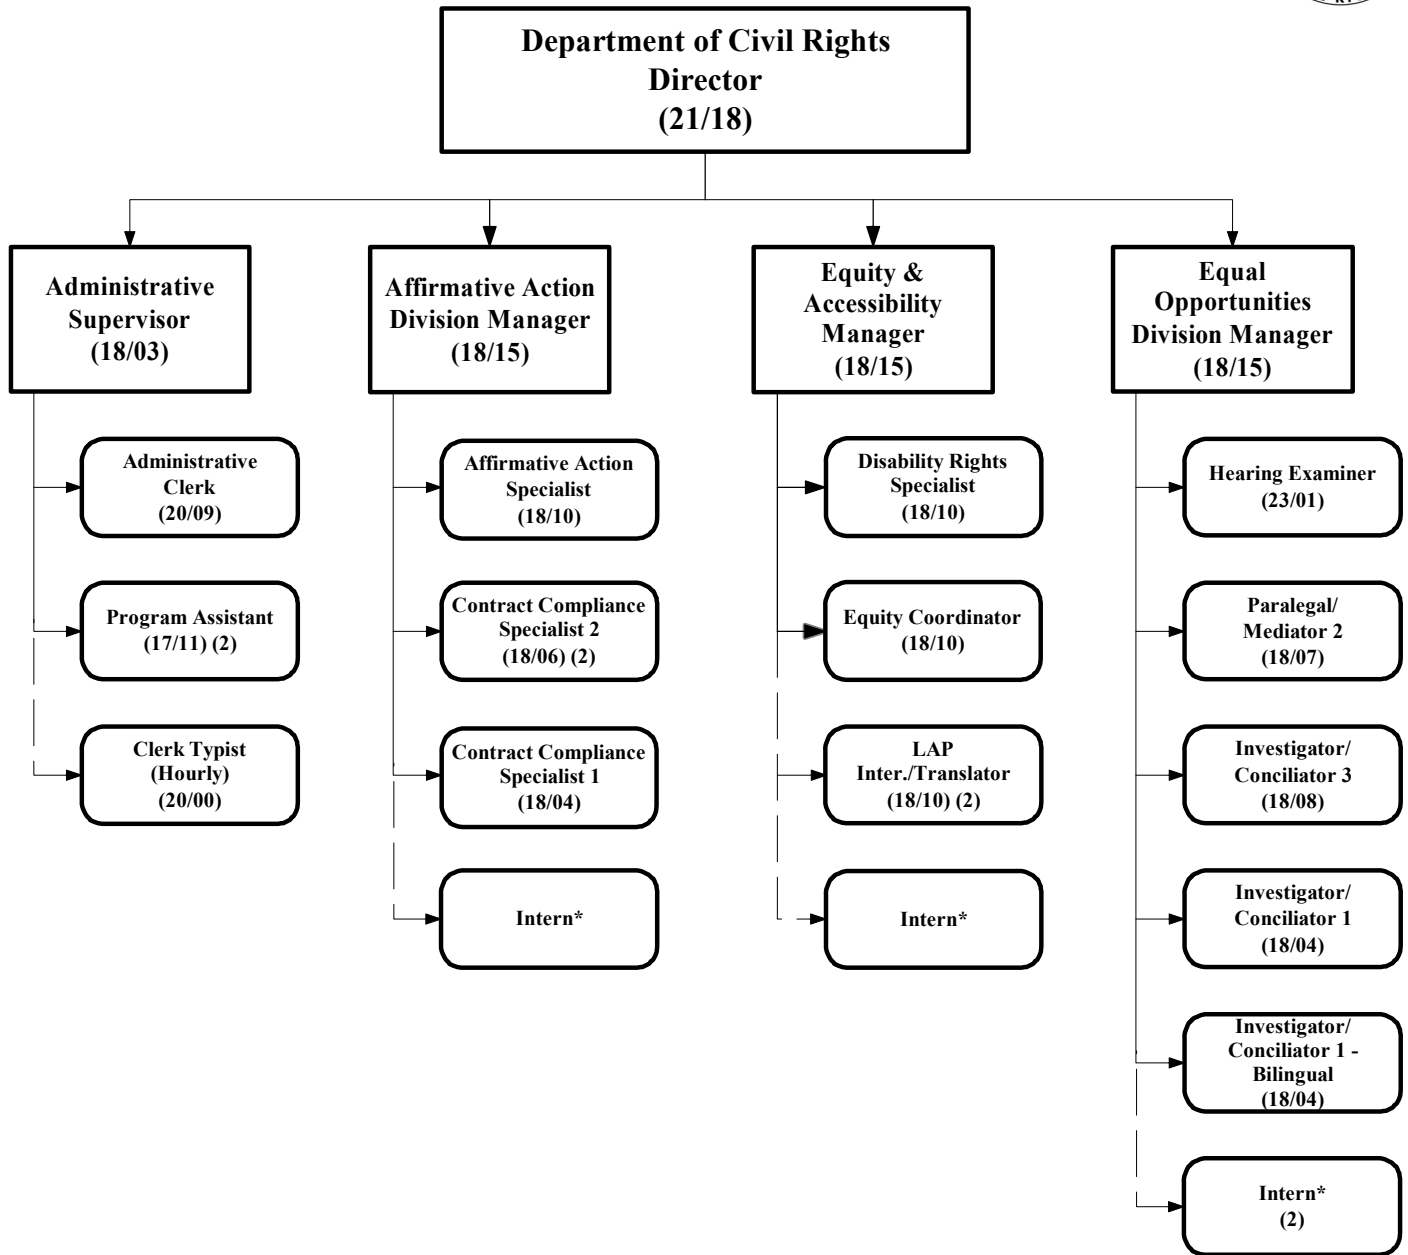 Department of Civil Rights
Director
(21/18)
Administrative
Supervisor
(18/03)
Affirmative Action
Division Manager
(18/15)
Equity &
Accessibility
Manager
(18/15)
Equal
Opportunities
Division Manager
(18/15)
Administrative
Clerk
(20/09)
Program Assistant
(17/11) (2)
Clerk Typist
(Hourly)
(20/00)
Affirmative Action
Specialist
(18/10)
Contract Compliance
Specialist 2
(18/06) (2)
Contract Compliance
Specialist 1
(18/04)
Intern*
Disability Rights
Specialist
(18/10)
Equity Coordinator
(18/10)
LAP
Inter./Translator
(18/10) (2)
Intern*
Hearing Examiner
(23/01)
Paralegal/
Mediator 2
(18/07)
Investigator/
Conciliator 3
(18/08)
Investigator/
Conciliator 1
(18/04)
Investigator/
Conciliator 1 -
Bilingual
(18/04)
Intern*
(2)